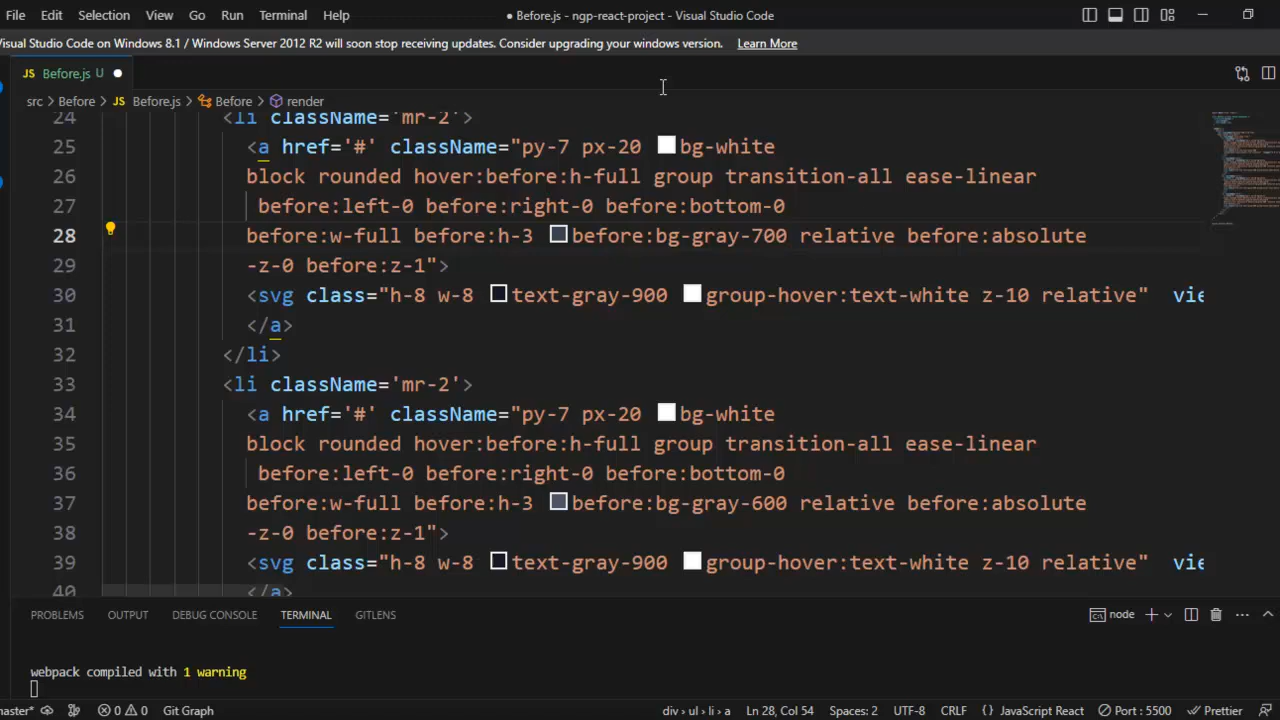 File Edit Selection View Go Run Terminal Help ● Before.js - ngp-react-project - Visual Studio Code
Visual Studio Code on Windows 8.1 / Windows Server 2012 R2 will soon stop receiving updates. Consider upgrading your windows version. Learn More
JS Before.js U
src > Before > JS Before.js > Before > render
24 <li className='mr-2'>
25 <a href='#' className="py-7 px-20 bg-white
26 block rounded hover:before:h-full group transition-all ease-linear
27 before:left-0 before:right-0 before:bottom-0
28 before:w-full before:h-3 before:bg-gray-700 relative before:absolute
29 -z-0 before:z-1">
30 <svg class="h-8 w-8 text-gray-900 group-hover:text-white z-10 relative" vie
31 </a>
32 </li>
33 <li className='mr-2'>
34 <a href='#' className="py-7 px-20 bg-white
35 block rounded hover:before:h-full group transition-all ease-linear
36 before:left-0 before:right-0 before:bottom-0
37 before:w-full before:h-3 before:bg-gray-600 relative before:absolute
38 -z-0 before:z-1">
39 <svg class="h-8 w-8 text-gray-900 group-hover:text-white z-10 relative" vie
40 </a>
PROBLEMS OUTPUT DEBUG CONSOLE TERMINAL GITLENS node
webpack compiled with 1 warning
master* 0 0 Git Graph div > ul > li > a Ln 28, Col 54 Spaces: 2 UTF-8 CRLF {} JavaScript React Port : 5500 Prettier